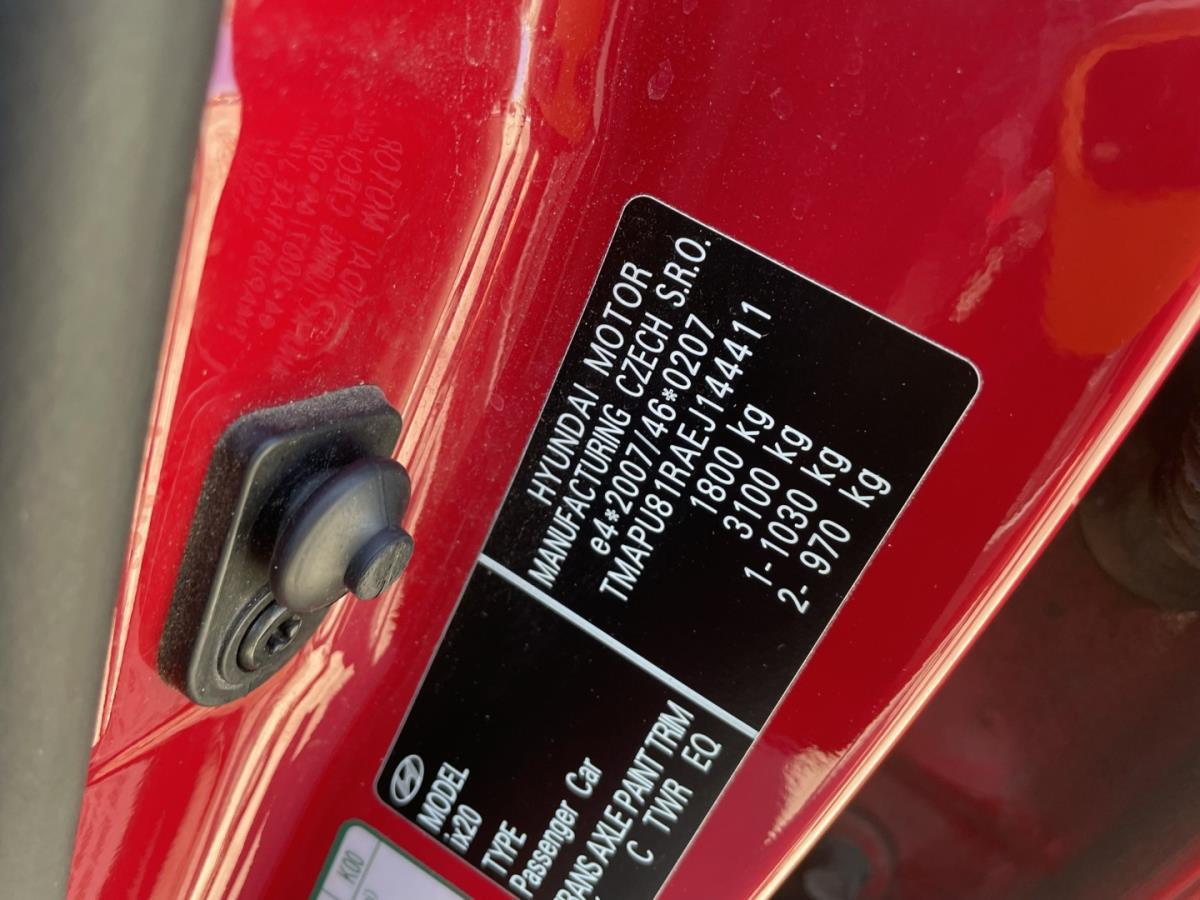 HYUNDAI MOTOR
MANUFACTURING CZECH S.R.O.
e4*2007/46*0207
TMAPU81RAEJ144411
1800 kg
3100 kg
1- 1030 kg
2- 970 kg
MODEL
ix20
TYPE
Passenger Car
TRANS AXLE PAINT TRIM
C TWR EQ
K00